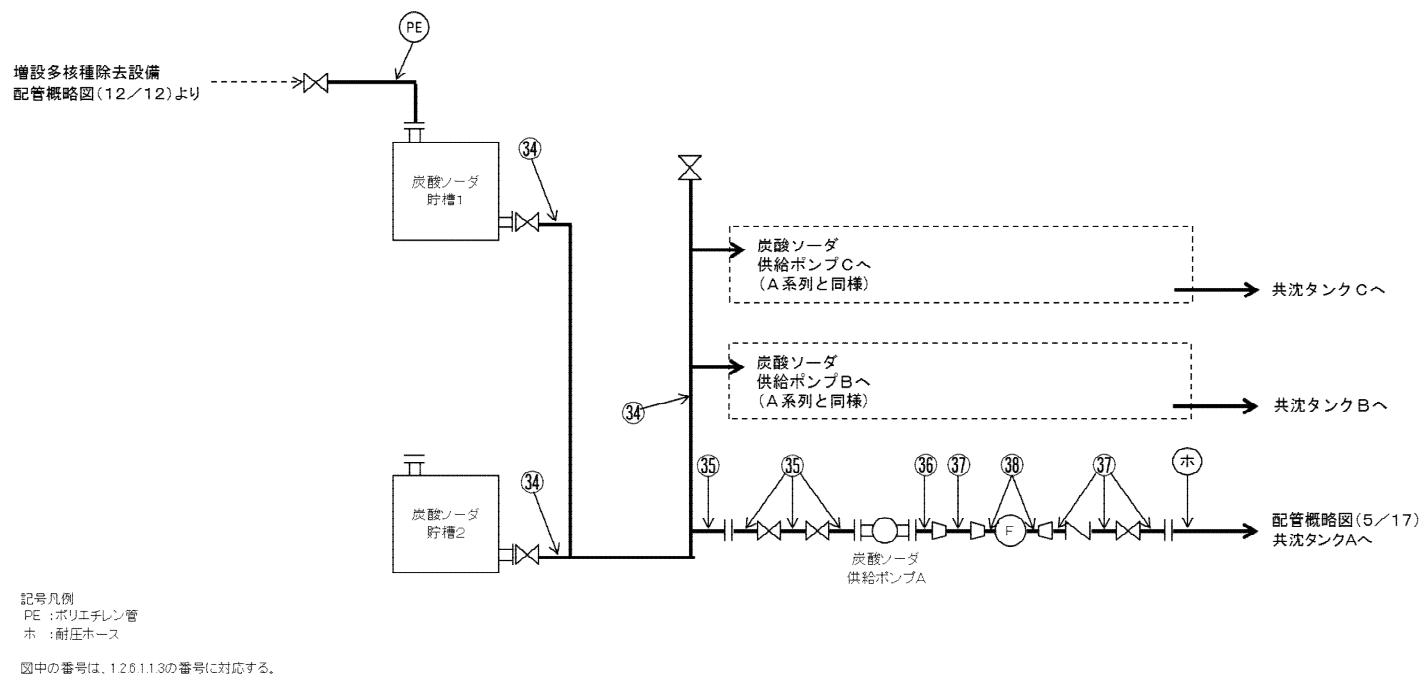 PE
増設多核種除去設備
配管概略図(12/12)より
炭酸ソーダ
貯槽1
34
炭酸ソーダ
供給ポンプCへ
(A系列と同様)
共沈タンクCへ
炭酸ソーダ
供給ポンプBへ
(A系列と同様)
共沈タンクBへ
34
炭酸ソーダ
貯槽2
34
35
35
36
37
38
37
ホ
F
炭酸ソーダ
供給ポンプA
配管概略図(5/17)
共沈タンクAへ
記号凡例
PE :ポリエチレン管
ホ :耐圧ホース
図中の番号は、1.2.6.1.1.3の番号に対応する。